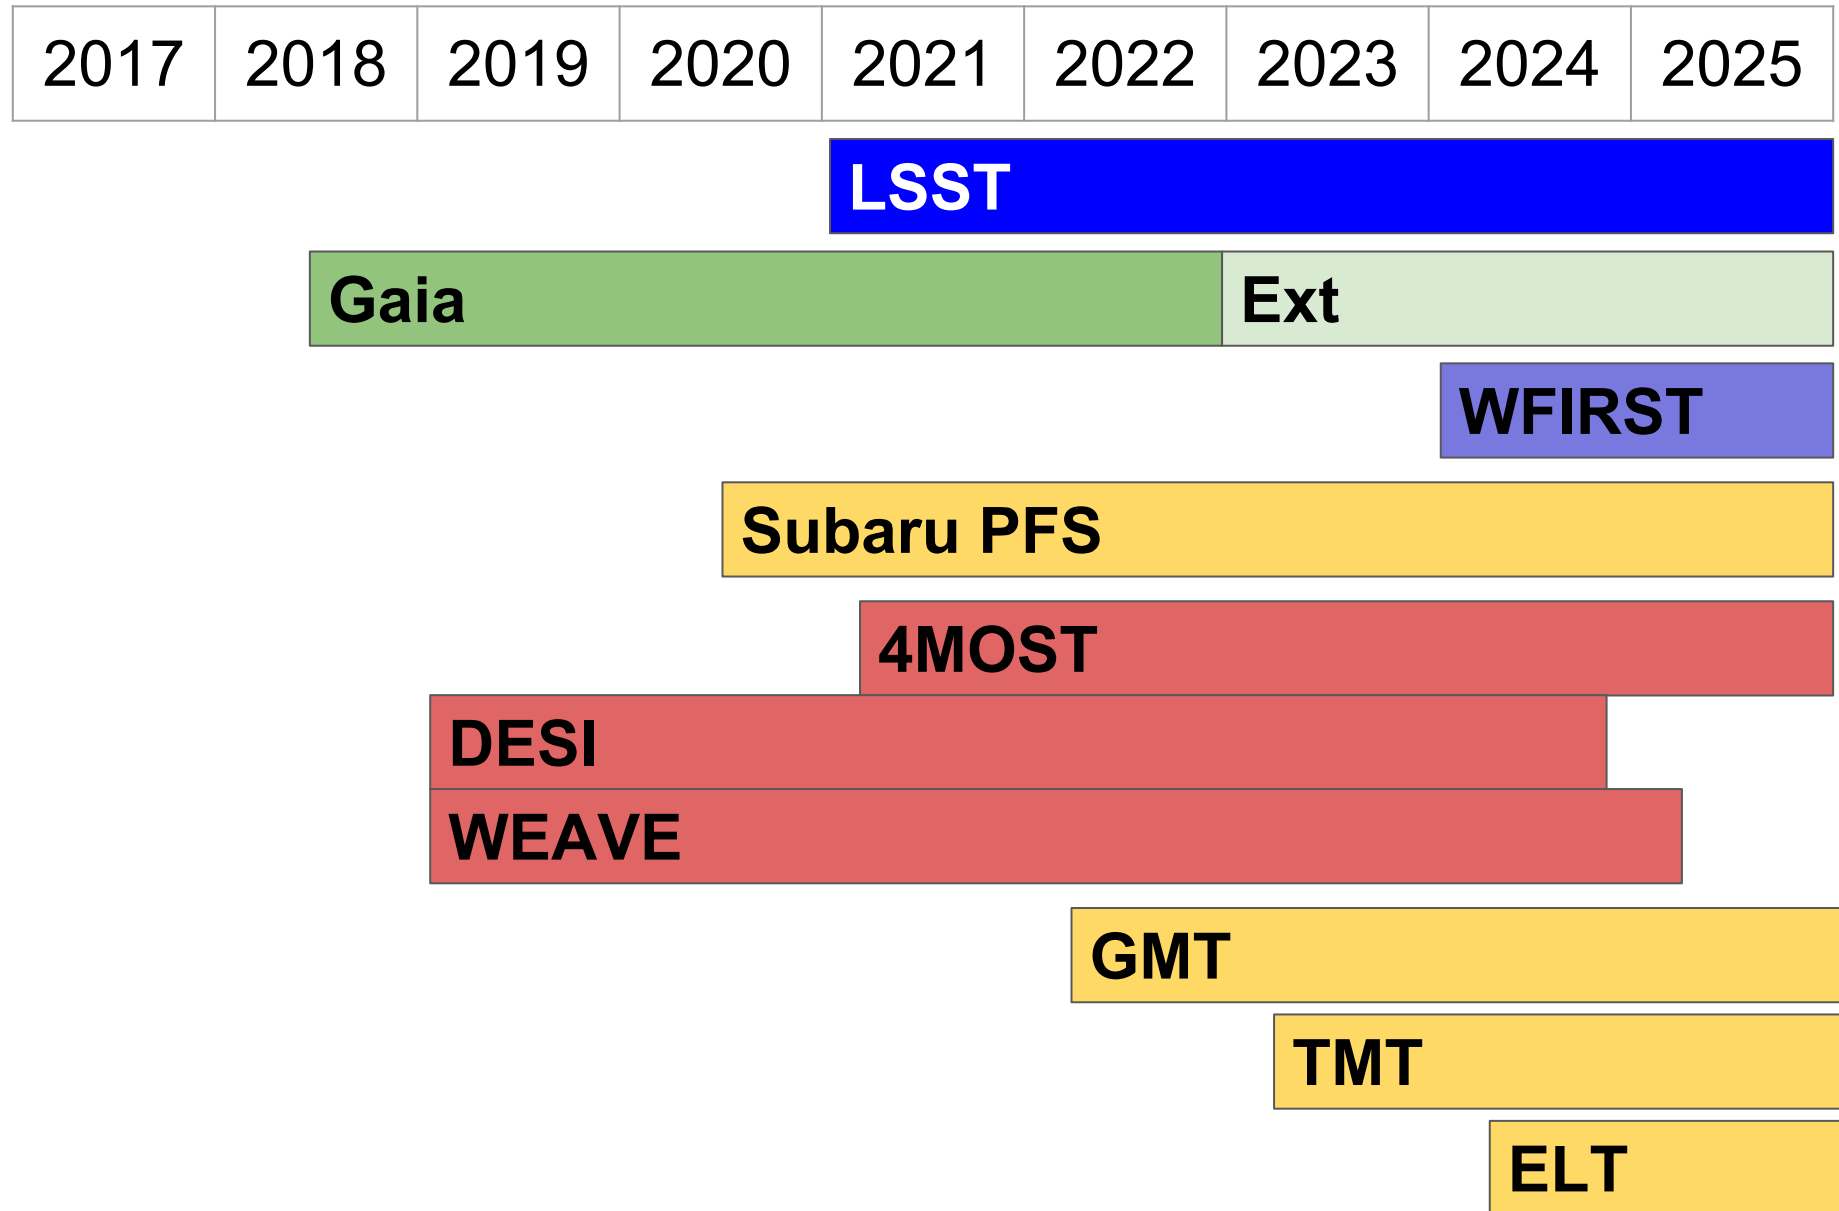 2017 2018 2019 2020 2021 2022 2023 2024 2025
LSST
Gaia Ext
WFIRST
Subaru PFS
4MOST
DESI
WEAVE
GMT
TMT
ELT